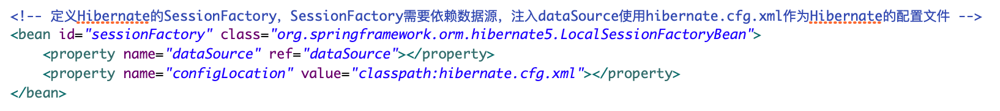 <!-- 定义Hibernate的SessionFactory，SessionFactory需要依赖数据源，注入dataSource使用hibernate.cfg.xml作为Hibernate的配置文件 -->
<bean id="sessionFactory" class="org.springframework.orm.hibernate5.LocalSessionFactoryBean">
    <property name="dataSource" ref="dataSource"></property>
    <property name="configLocation" value="classpath:hibernate.cfg.xml"></property>
</bean>